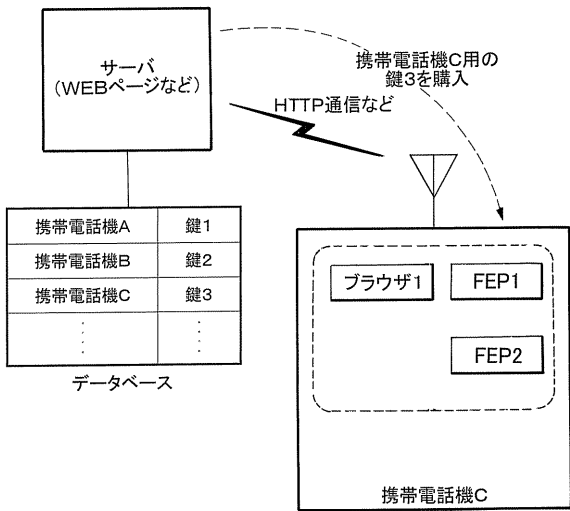 サーバ
(WEBページなど)
携帯電話機C用の
鍵3を購入
HTTP通信など
携帯電話機A 鍵1
携帯電話機B 鍵2
携帯電話機C 鍵3
データベース
ブラウザ1 FEP1
FEP2
携帯電話機C